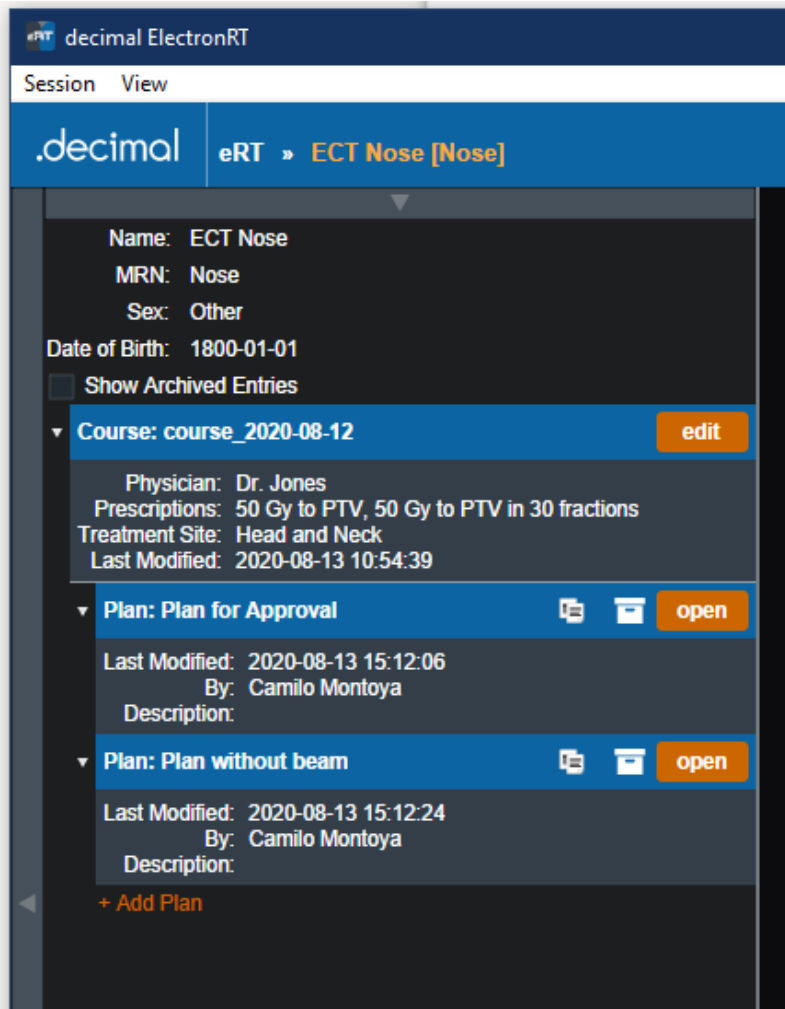 eRT decimal ElectronRT
Session View
.decimal eRT » ECT Nose [Nose]
Name: ECT Nose
MRN: Nose
Sex: Other
Date of Birth: 1800-01-01
Show Archived Entries
Course: course_2020-08-12 edit
Physician: Dr. Jones
Prescriptions: 50 Gy to PTV, 50 Gy to PTV in 30 fractions
Treatment Site: Head and Neck
Last Modified: 2020-08-13 10:54:39
Plan: Plan for Approval open
Last Modified: 2020-08-13 15:12:06
By: Camilo Montoya
Description:
Plan: Plan without beam open
Last Modified: 2020-08-13 15:12:24
By: Camilo Montoya
Description:
+ Add Plan